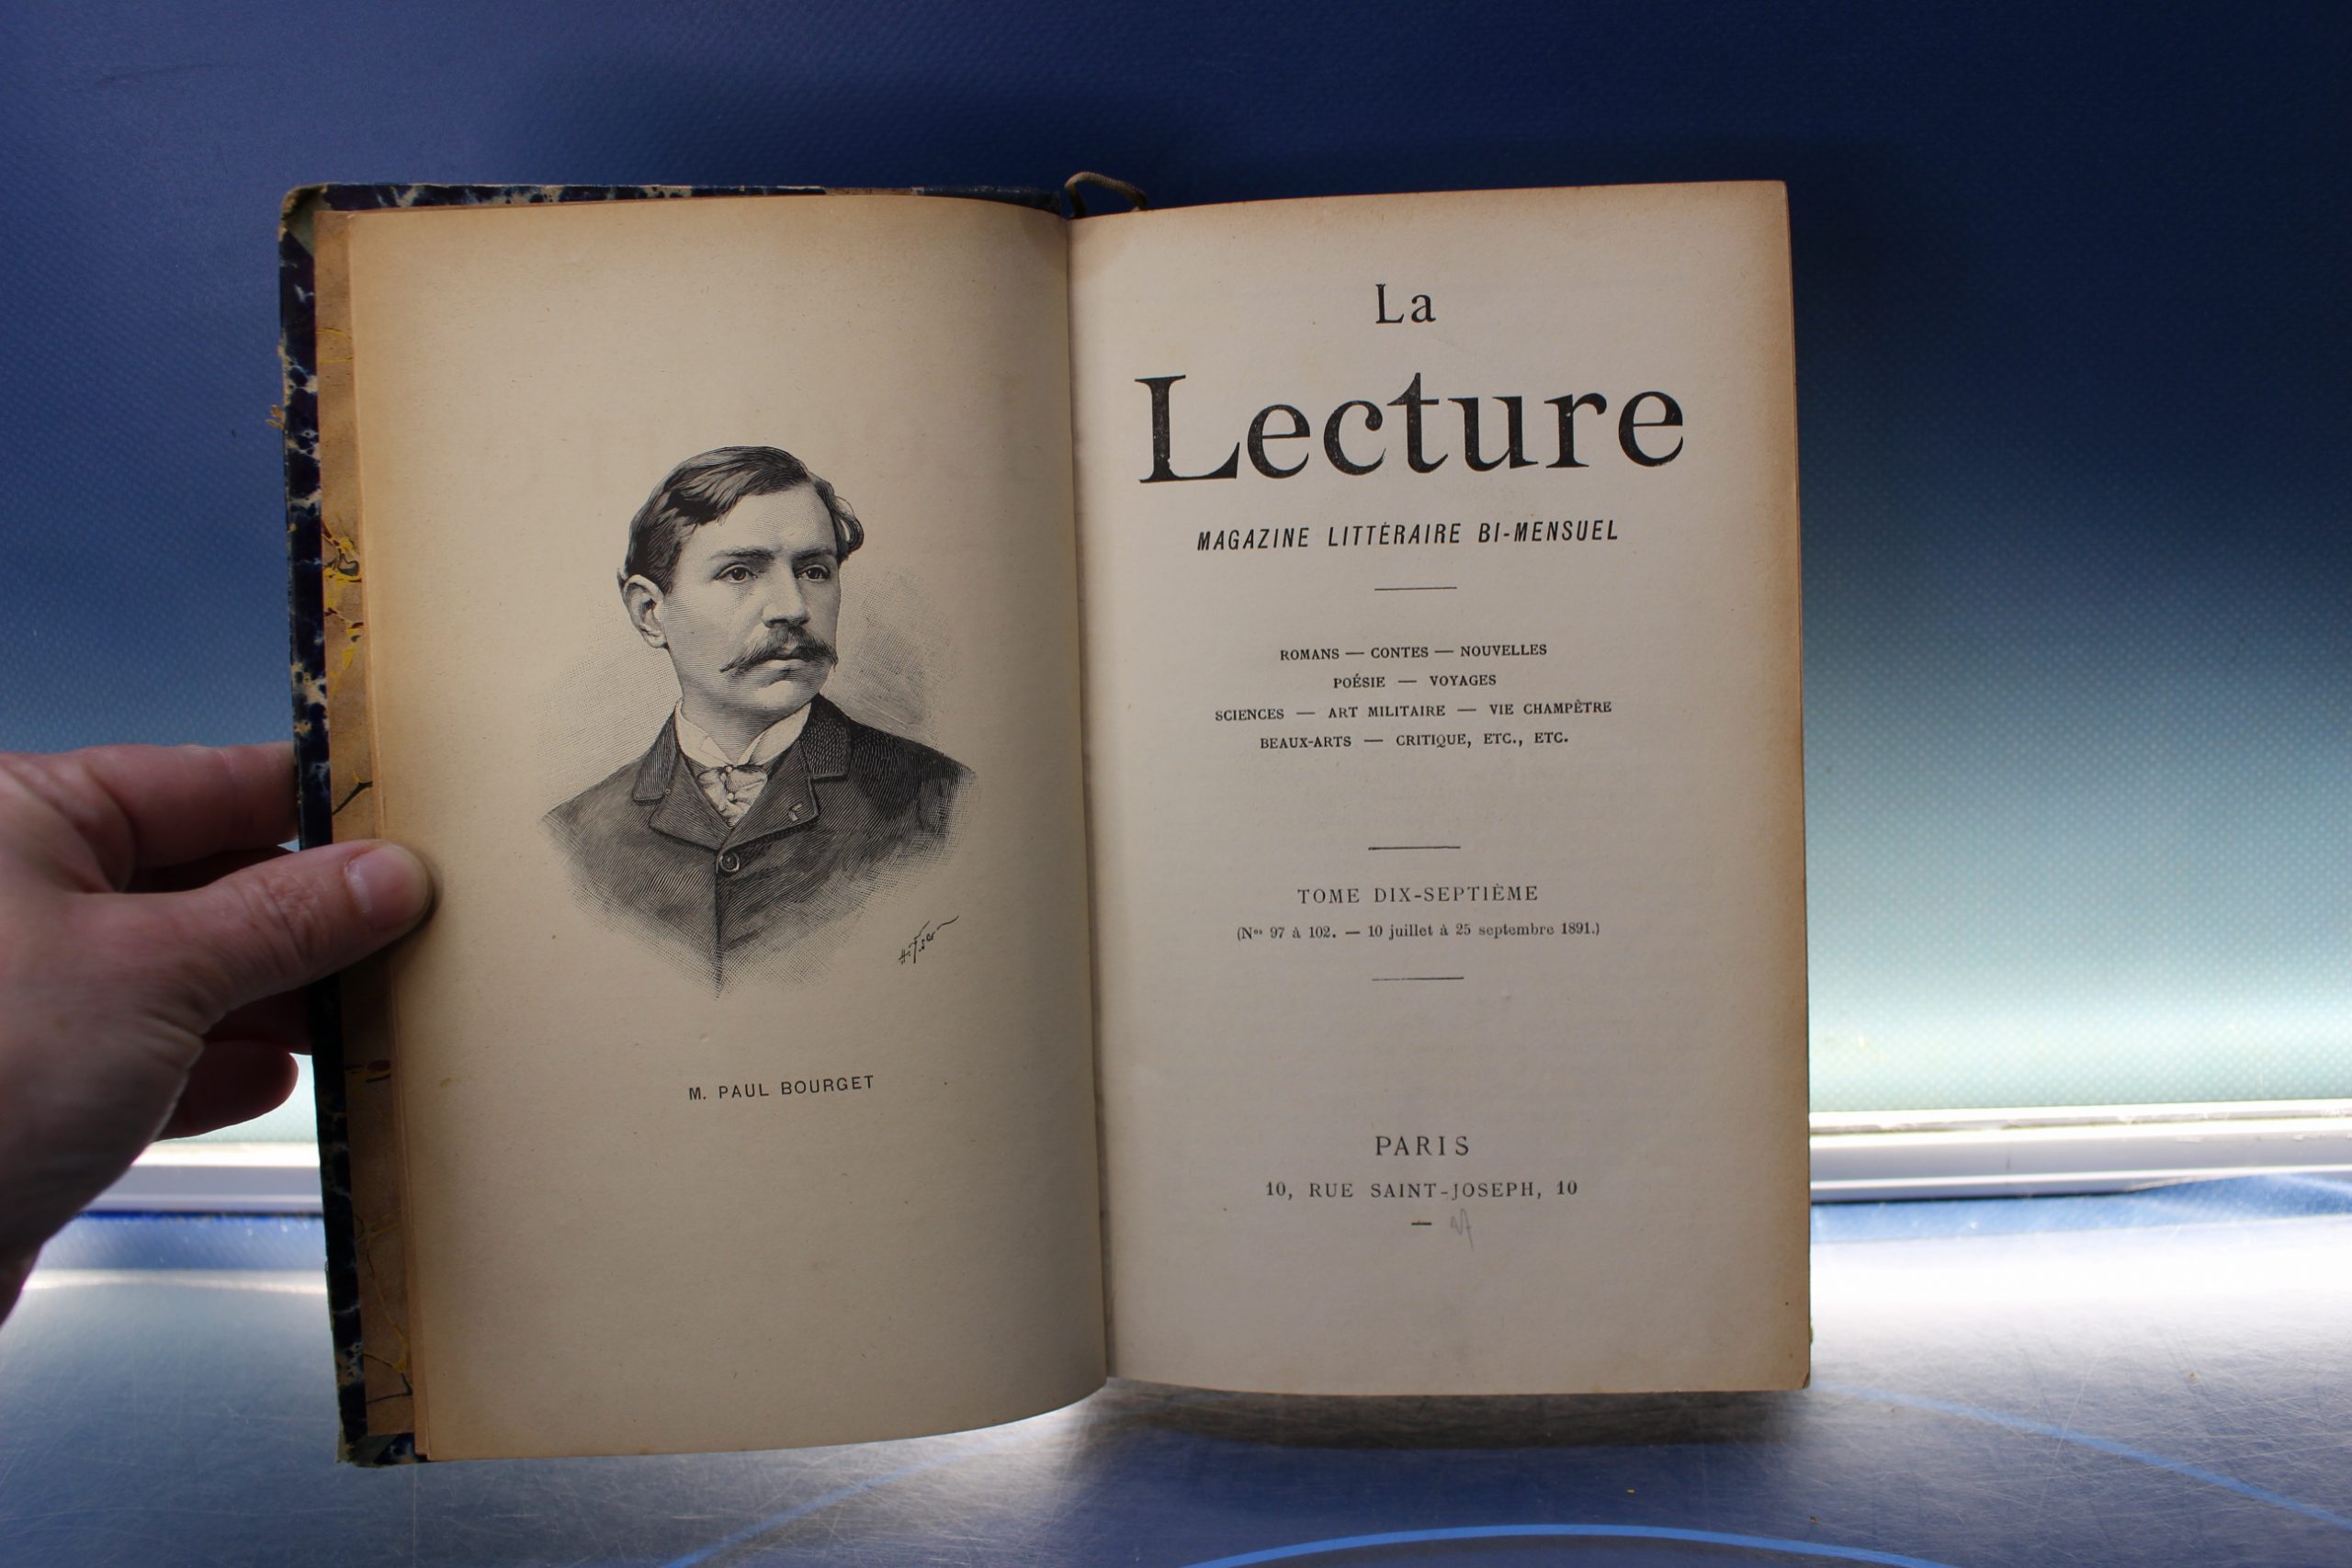 M. PAUL BOURGET
La
Lecture
MAGAZINE LITTÉRAIRE BI-MENSUEL
ROMANS — CONTES — NOUVELLES
POÉSIE — VOYAGES
SCIENCES — ART MILITAIRE — VIE CHAMPÊTRE
BEAUX-ARTS — CRITIQUE, ETC., ETC.
TOME DIX-SEPTIÈME
(Nos 97 à 102. — 10 juillet à 25 septembre 1891.)
PARIS
10, RUE SAINT-JOSEPH, 10